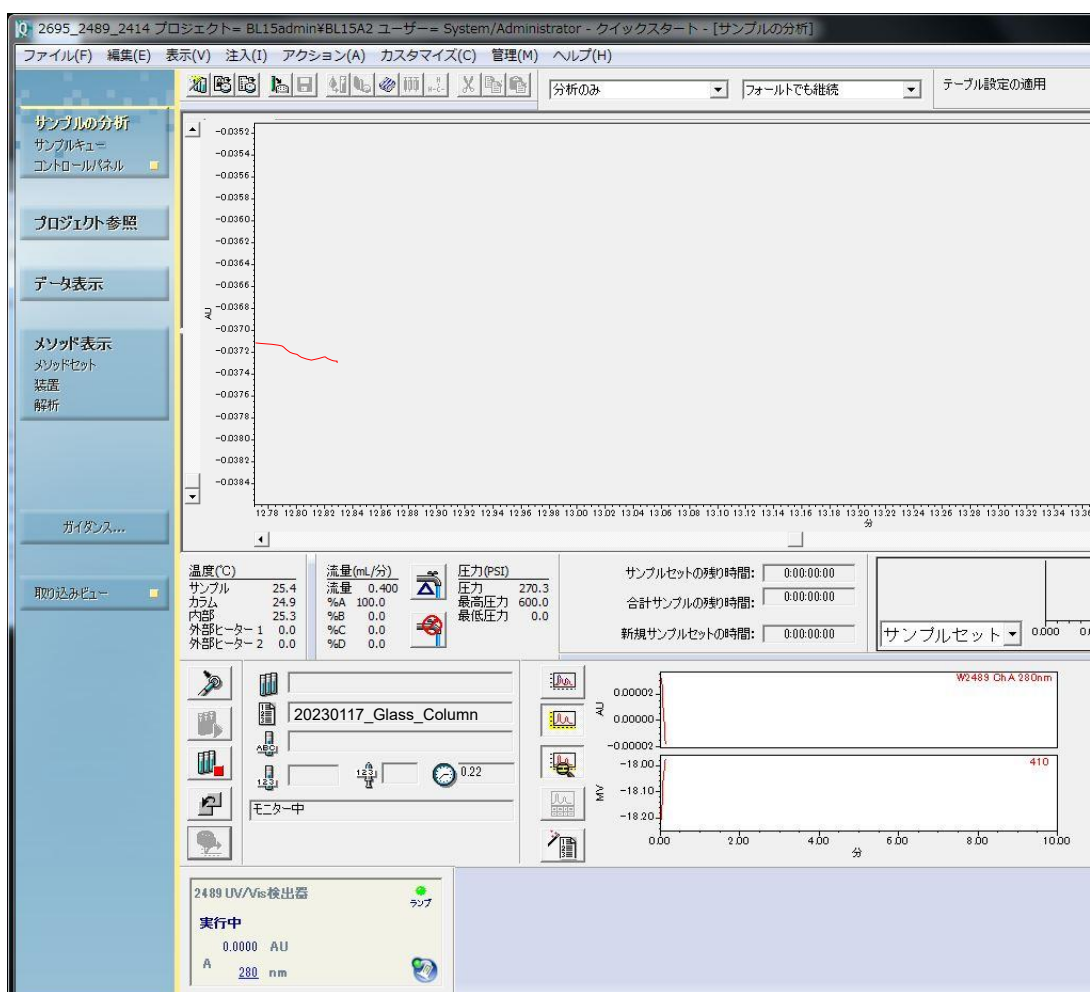 2695_2489_2414 プロジェクト= BL15admin¥BL15A2 ユーザー= System/Administrator - クイックスタート - [サンプルの分析]
ファイル(F) 編集(E) 表示(V) 注入(I) アクション(A) カスタマイズ(C) 管理(M) ヘルプ(H)
分析のみ フォールトでも継続 テーブル設定の適用
サンプルの分析
サンプルキュー
コントロールパネル
プロジェクト参照
データ表示
メソッド表示
メソッドセット
装置
解析
ガイダンス...
取り込みビュー
-0.0352
-0.0354
-0.0356
-0.0358
-0.0360
-0.0362
-0.0364
-0.0366
-0.0368
-0.0370
-0.0372
-0.0374
-0.0376
-0.0378
-0.0380
-0.0382
-0.0384
AU
12.78 12.80 12.82 12.84 12.86 12.88 12.90 12.92 12.94 12.96 12.98 13.00 13.02 13.04 13.06 13.08 13.10 13.12 13.14 13.16 13.18 13.20 13.22 13.24 13.26 13.28 13.30 13.32 13.34 13.36
分
温度(℃)
サンプル 25.4
カラム 24.9
内部 25.3
外部ヒーター 1 0.0
外部ヒーター 2 0.0
流量(mL/分)
流量 0.400
%A 100.0
%B 0.0
%C 0.0
%D 0.0
圧力(PSI)
圧力 270.3
最高圧力 600.0
最低圧力 0.0
サンプルセットの残り時間: 0:00:00:00
合計サンプルの残り時間: 0:00:00:00
新規サンプルセットの時間: 0:00:00:00
サンプルセット
0.000
20230117_Glass_Column
ABC
123
123
0.22
モニター中
W2489 ChA 280nm
0.00002
0.00000
-0.00002
AU
410
-18.00
-18.10
-18.20
MV
0.00 2.00 4.00 6.00 8.00 10.00
分
2489 UV/Vis検出器
ランプ
実行中
0.0000 AU
A
280 nm